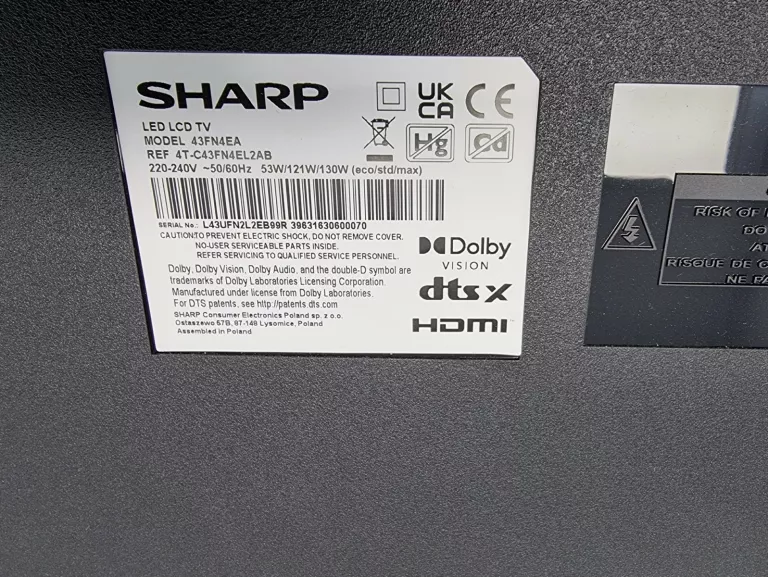 SHARP
UK
CA
CE
Hg
Cd
LED LCD TV
MODEL 43FN4EA
REF 4T-C43FN4EL2AB
220-240V ~50/60Hz 53W/121W/130W (eco/std/max)
SERIAL No.: L43UFN2L2EB99R 39631630600070
CAUTION:TO PREVENT ELECTRIC SHOCK, DO NOT REMOVE COVER.
NO-USER SERVICEABLE PARTS INSIDE.
REFER SERVICING TO QUALIFIED SERVICE PERSONNEL.
Dolby, Dolby Vision, Dolby Audio, and the double-D symbol are
trademarks of Dolby Laboratories Licensing Corporation.
Manufactured under license from Dolby Laboratories.
For DTS patents, see http://patents.dts.com
SHARP Consumer Electronics Poland sp. z o.o.
Ostaszewo 57B, 87-148 Lysomice, Poland
Assembled in Poland
Dolby
VISION
dts X
HDMI
RISK OF
DO
AT
RISQUE DE
NE PA